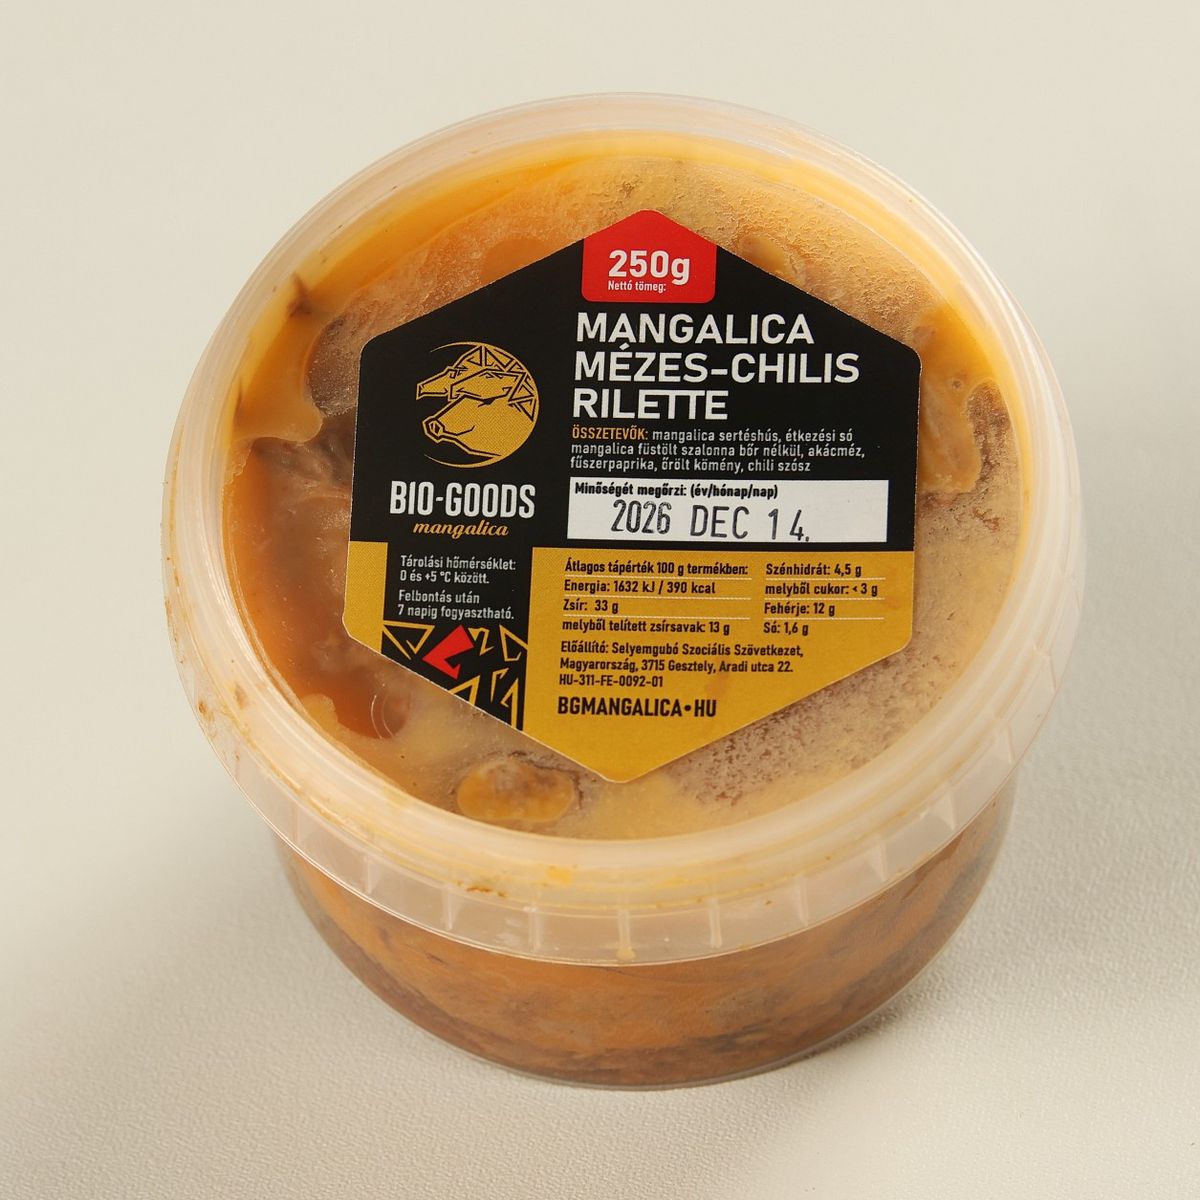 250g
Nettó tömeg:
MANGALICA
MÉZES-CHILIS
RILETTE
ÖSSZETEVŐK: mangalica sertéshús, étkezési só
mangalica füstölt szalonna bőr nélkül, akácméz,
fűszerpaprika, őrölt kömény, chili szósz
Minőségét megőrzi: (év/hónap/nap)
2026 DEC 14.
BIO-GOODS
mangalica
Tárolási hőmérséklet:
0 és +5 °C között.
Felbontás után
7 napig fogyasztható.
Átlagos tápérték 100 g termékben:
Energia: 1632 kJ / 390 kcal
Zsír: 33 g
melyből telített zsírsavak: 13 g
Szénhidrát: 4,5 g
melyből cukor: < 3 g
Fehérje: 12 g
Só: 1,6 g
Előállító: Selyemgubó Szociális Szövetkezet,
Magyarország, 3715 Gesztely, Aradi utca 22.
HU-311-FE-0092-01
BGMANGALICA•HU